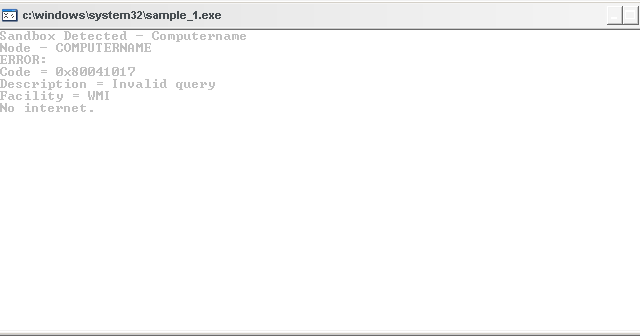 c:\windows\system32\sample_1.exe
Sandbox Detected - Computername
Node - COMPUTERNAME
ERROR:
Code = 0x80041017
Description = Invalid query
Facility = WMI
No internet.